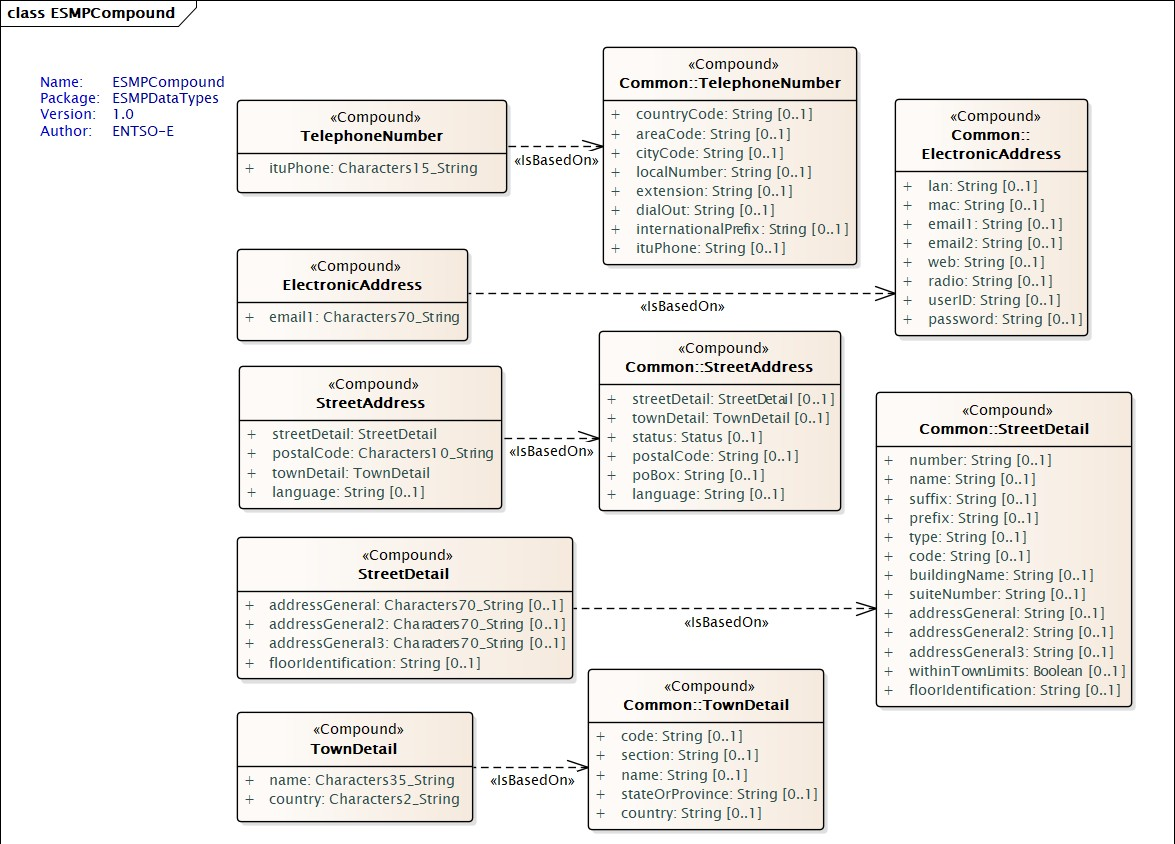 class ESMPCompound
Name: ESMPCompound
Package: ESMPDataTypes
Version: 1.0
Author: ENTSO-E
«Compound»
TelephoneNumber
+ ituPhone: Characters15_String
«IsBasedOn»
«Compound»
Common::TelephoneNumber
+ countryCode: String [0..1]
+ areaCode: String [0..1]
+ cityCode: String [0..1]
+ localNumber: String [0..1]
+ extension: String [0..1]
+ dialOut: String [0..1]
+ internationalPrefix: String [0..1]
+ ituPhone: String [0..1]
«Compound»
Common::
ElectronicAddress
+ lan: String [0..1]
+ mac: String [0..1]
+ email1: String [0..1]
+ email2: String [0..1]
+ web: String [0..1]
+ radio: String [0..1]
+ userID: String [0..1]
+ password: String [0..1]
«Compound»
ElectronicAddress
+ email1: Characters70_String
«IsBasedOn»
«Compound»
StreetAddress
+ streetDetail: StreetDetail
+ postalCode: Characters10_String
+ townDetail: TownDetail
+ language: String [0..1]
«IsBasedOn»
«Compound»
Common::StreetAddress
+ streetDetail: StreetDetail [0..1]
+ townDetail: TownDetail [0..1]
+ status: Status [0..1]
+ postalCode: String [0..1]
+ poBox: String [0..1]
+ language: String [0..1]
«Compound»
Common::StreetDetail
+ number: String [0..1]
+ name: String [0..1]
+ suffix: String [0..1]
+ prefix: String [0..1]
+ type: String [0..1]
+ code: String [0..1]
+ buildingName: String [0..1]
+ suiteNumber: String [0..1]
+ addressGeneral: String [0..1]
+ addressGeneral2: String [0..1]
+ addressGeneral3: String [0..1]
+ withinTownLimits: Boolean [0..1]
+ floorIdentification: String [0..1]
«Compound»
StreetDetail
+ addressGeneral: Characters70_String [0..1]
+ addressGeneral2: Characters70_String [0..1]
+ addressGeneral3: Characters70_String [0..1]
+ floorIdentification: String [0..1]
«IsBasedOn»
«Compound»
TownDetail
+ name: Characters35_String
+ country: Characters2_String
«IsBasedOn»
«Compound»
Common::TownDetail
+ code: String [0..1]
+ section: String [0..1]
+ name: String [0..1]
+ stateOrProvince: String [0..1]
+ country: String [0..1]